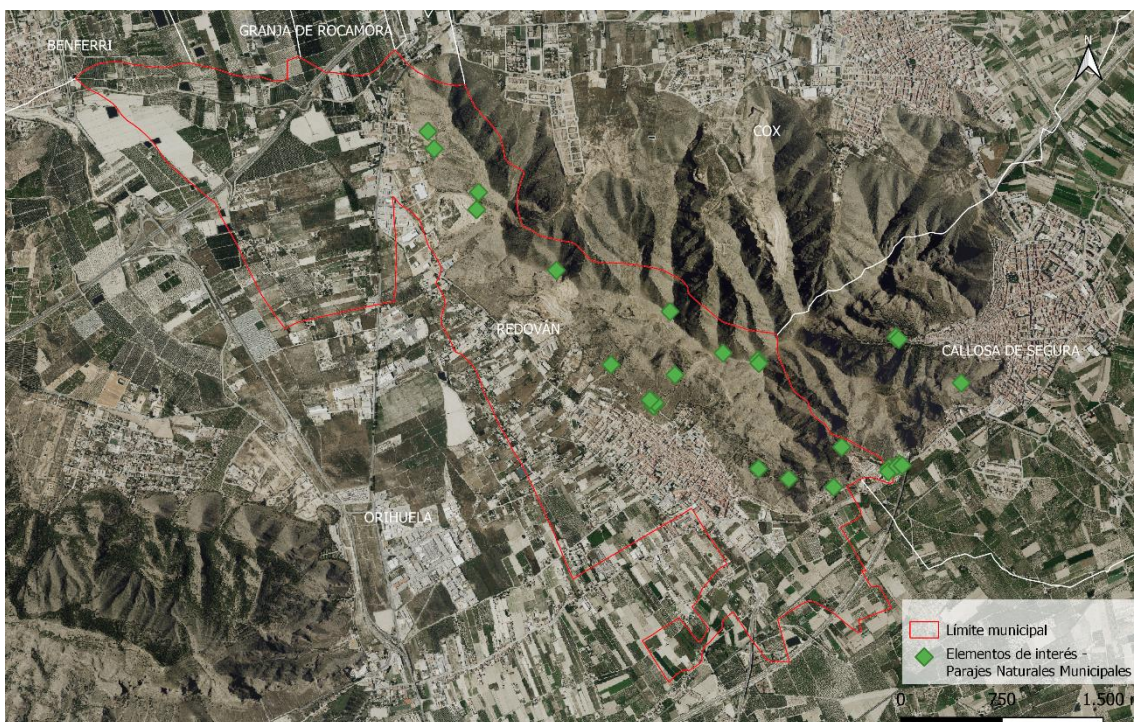 GRANJA DE ROCAMORA
BENFERRI
N
COX
REDOVÁN
CALLOSA DE SEGURA
ORIHUELA
Límite municipal
Elementos de interés -
Parajes Naturales Municipales
0 750 1.500 m